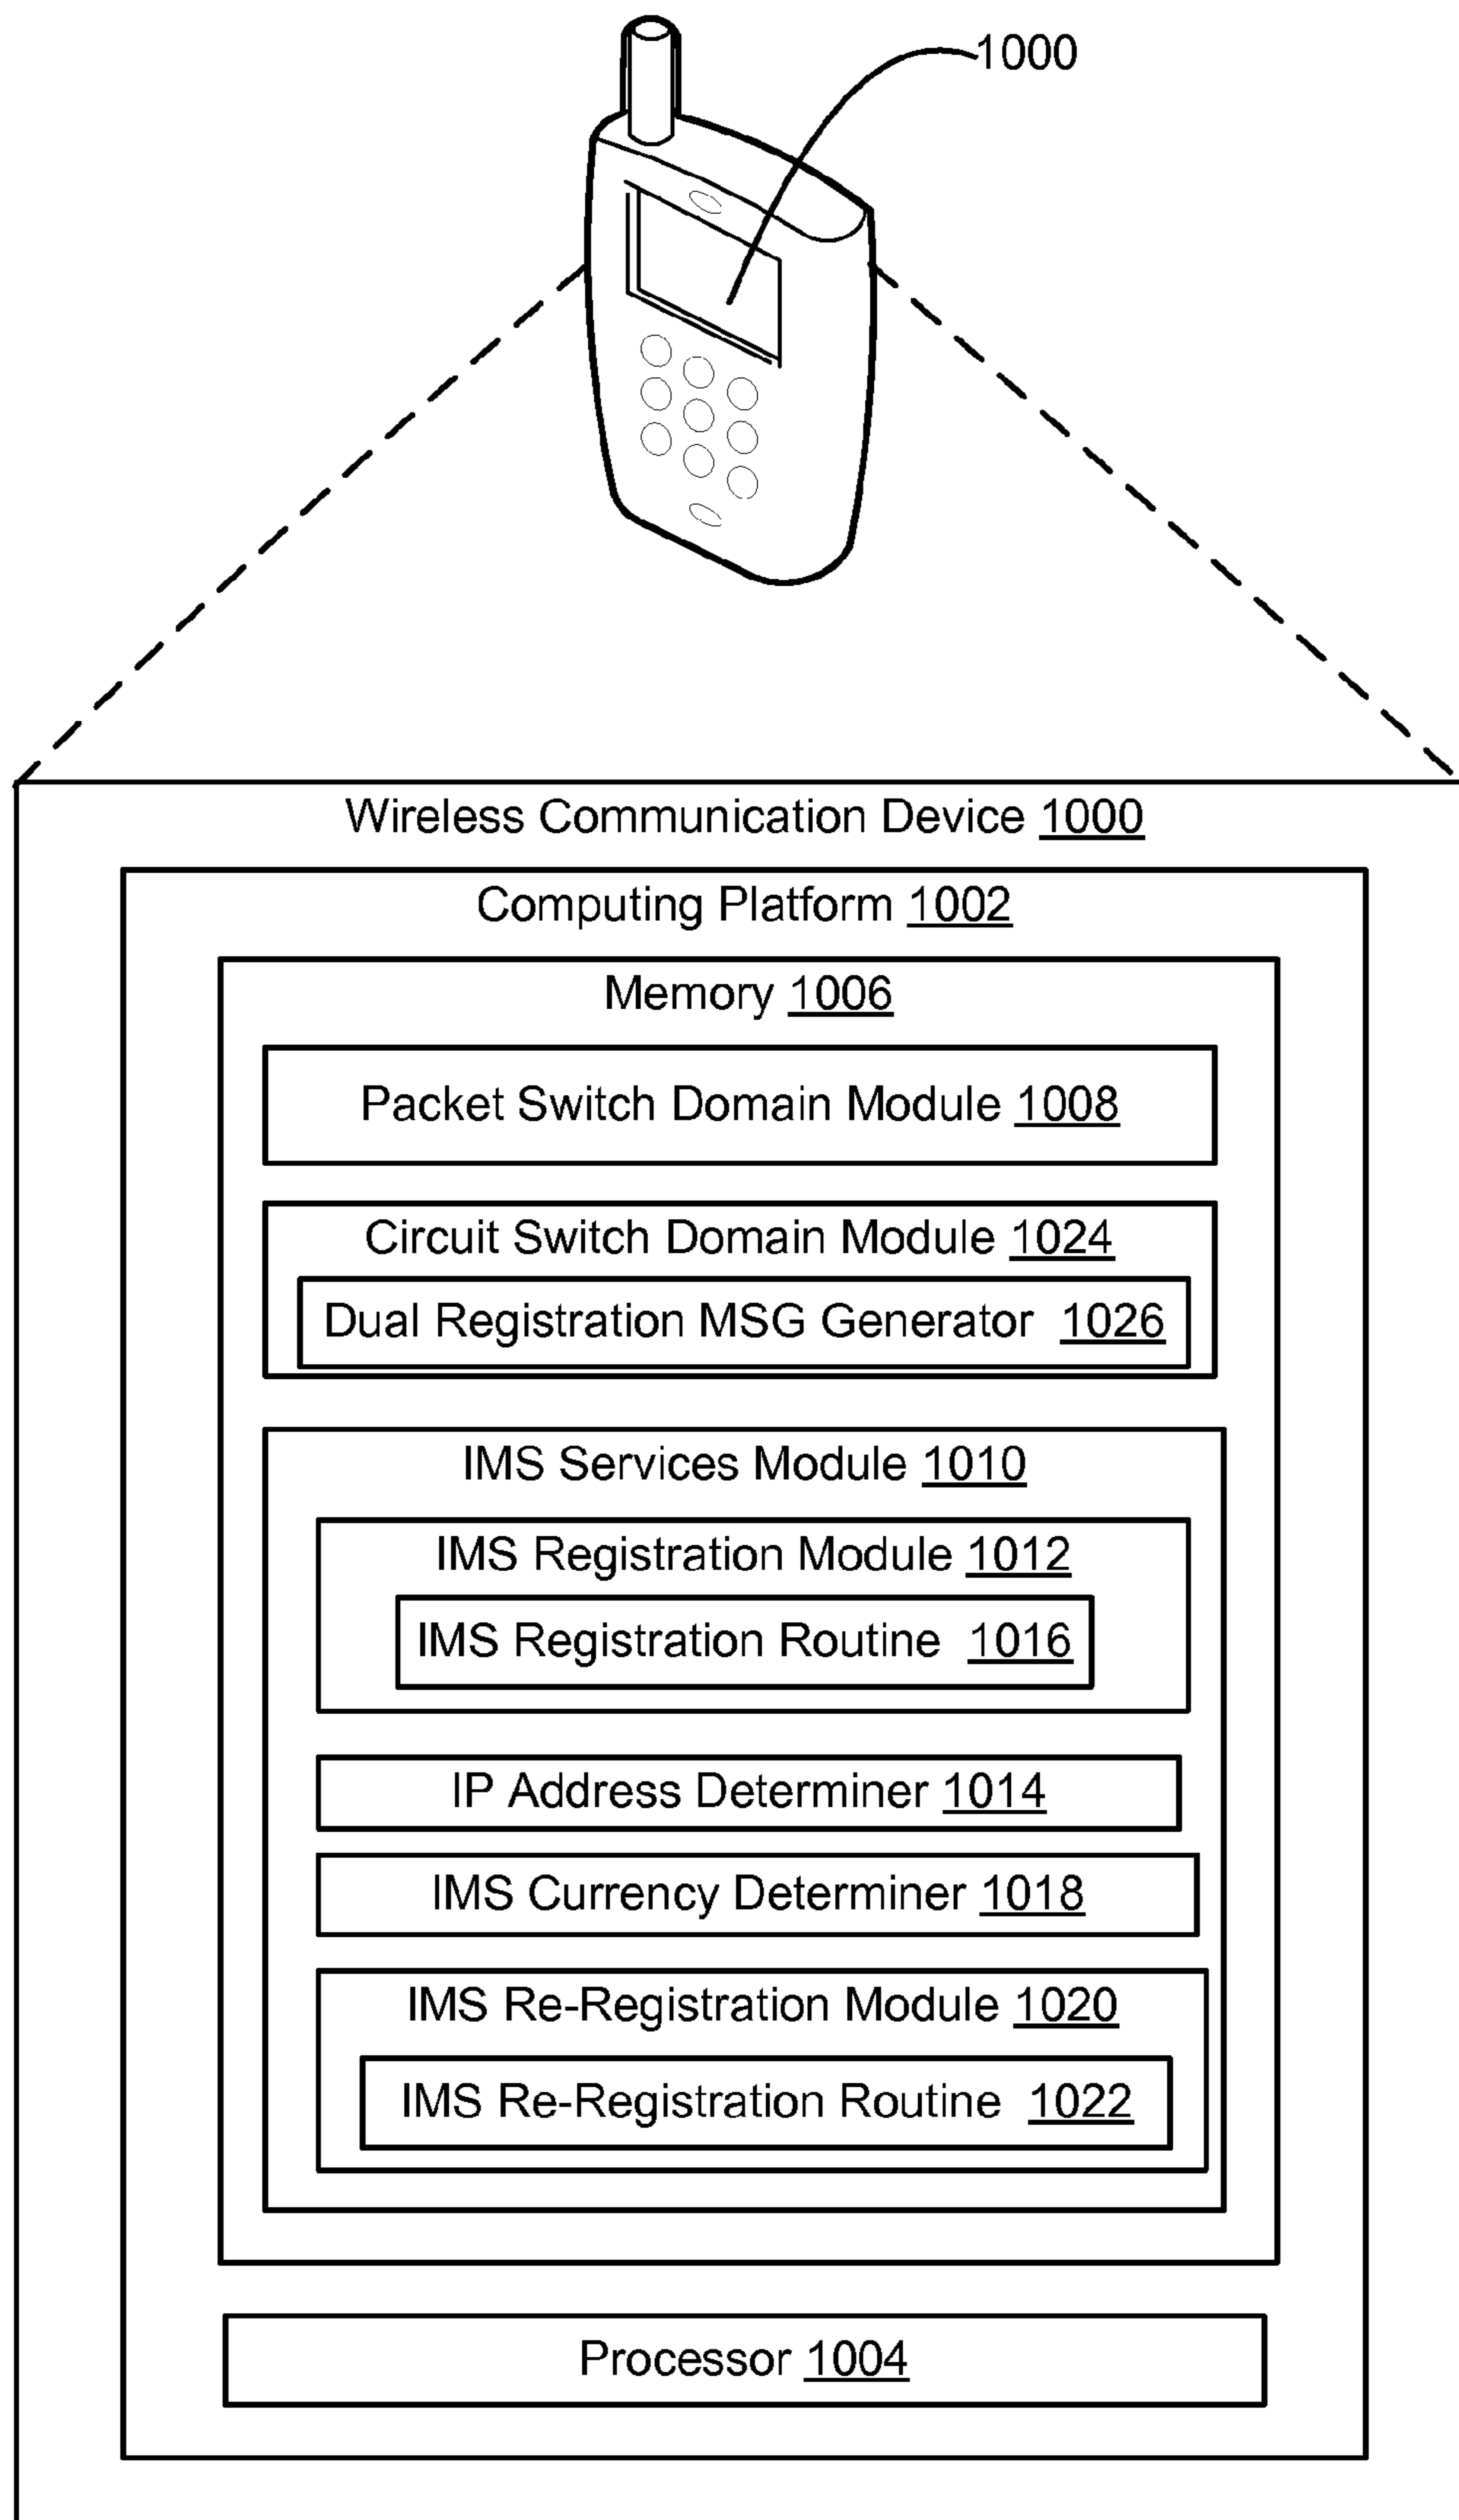 1000
Wireless Communication Device 1000
Computing Platform 1002
Memory 1006
Packet Switch Domain Module 1008
Circuit Switch Domain Module 1024
Dual Registration MSG Generator 1026
IMS Services Module 1010
IMS Registration Module 1012
IMS Registration Routine 1016
IP Address Determiner 1014
IMS Currency Determiner 1018
IMS Re-Registration Module 1020
IMS Re-Registration Routine 1022
Processor 1004